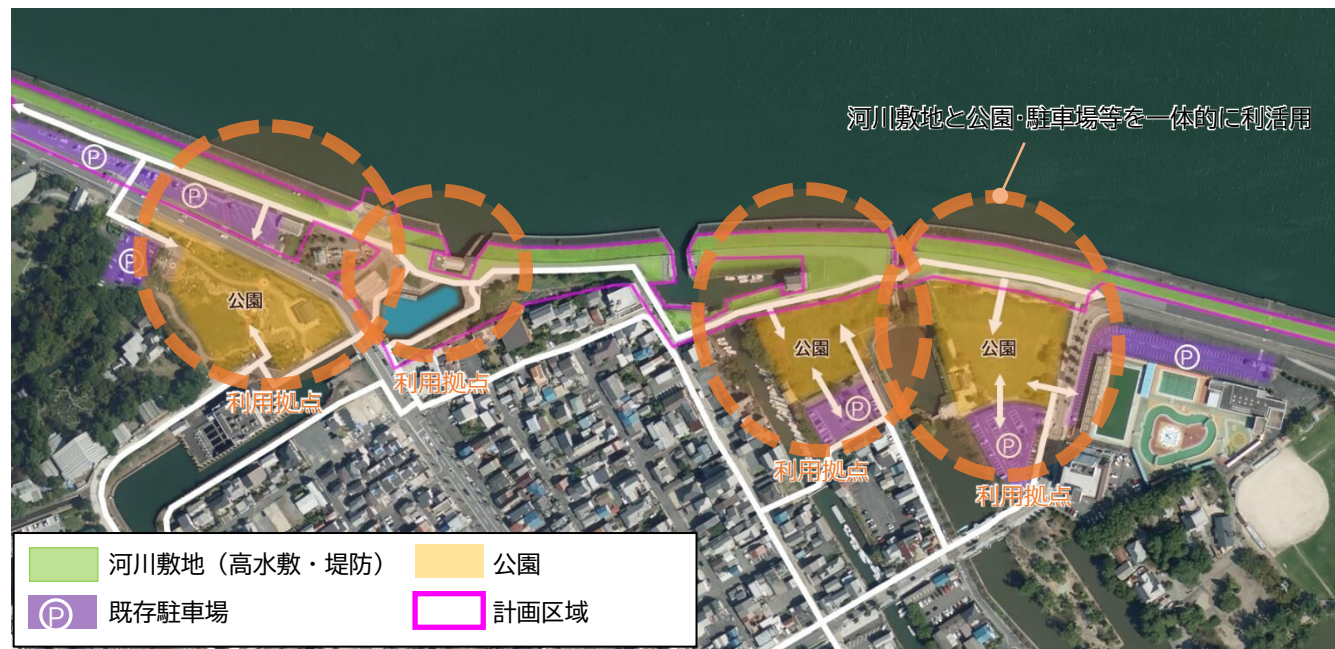 河川敷地と公園・駐車場等を一体的に利活用
P
P
P
公園
利用拠点
利用拠点
公園
P
利用拠点
公園
P
P
利用拠点
河川敷地（高水敷・堤防）
公園
P 既存駐車場
計画区域